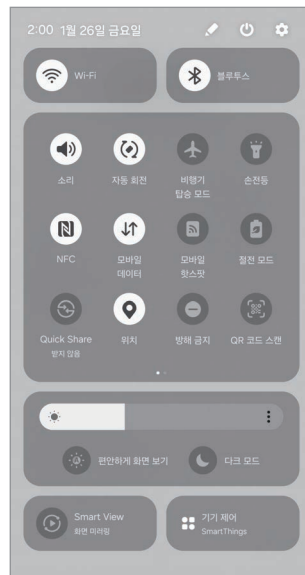 2:00 1월 26일 금요일
Wi-Fi
블루투스
소리
자동 회전
비행기
탑승 모드
손전등
NFC
모바일
데이터
모바일
핫스팟
절전 모드
Quick Share
받지 않음
위치
방해 금지
QR 코드 스캔
편안하게 화면 보기
다크 모드
Smart View
화면 미러링
기기 제어
SmartThings